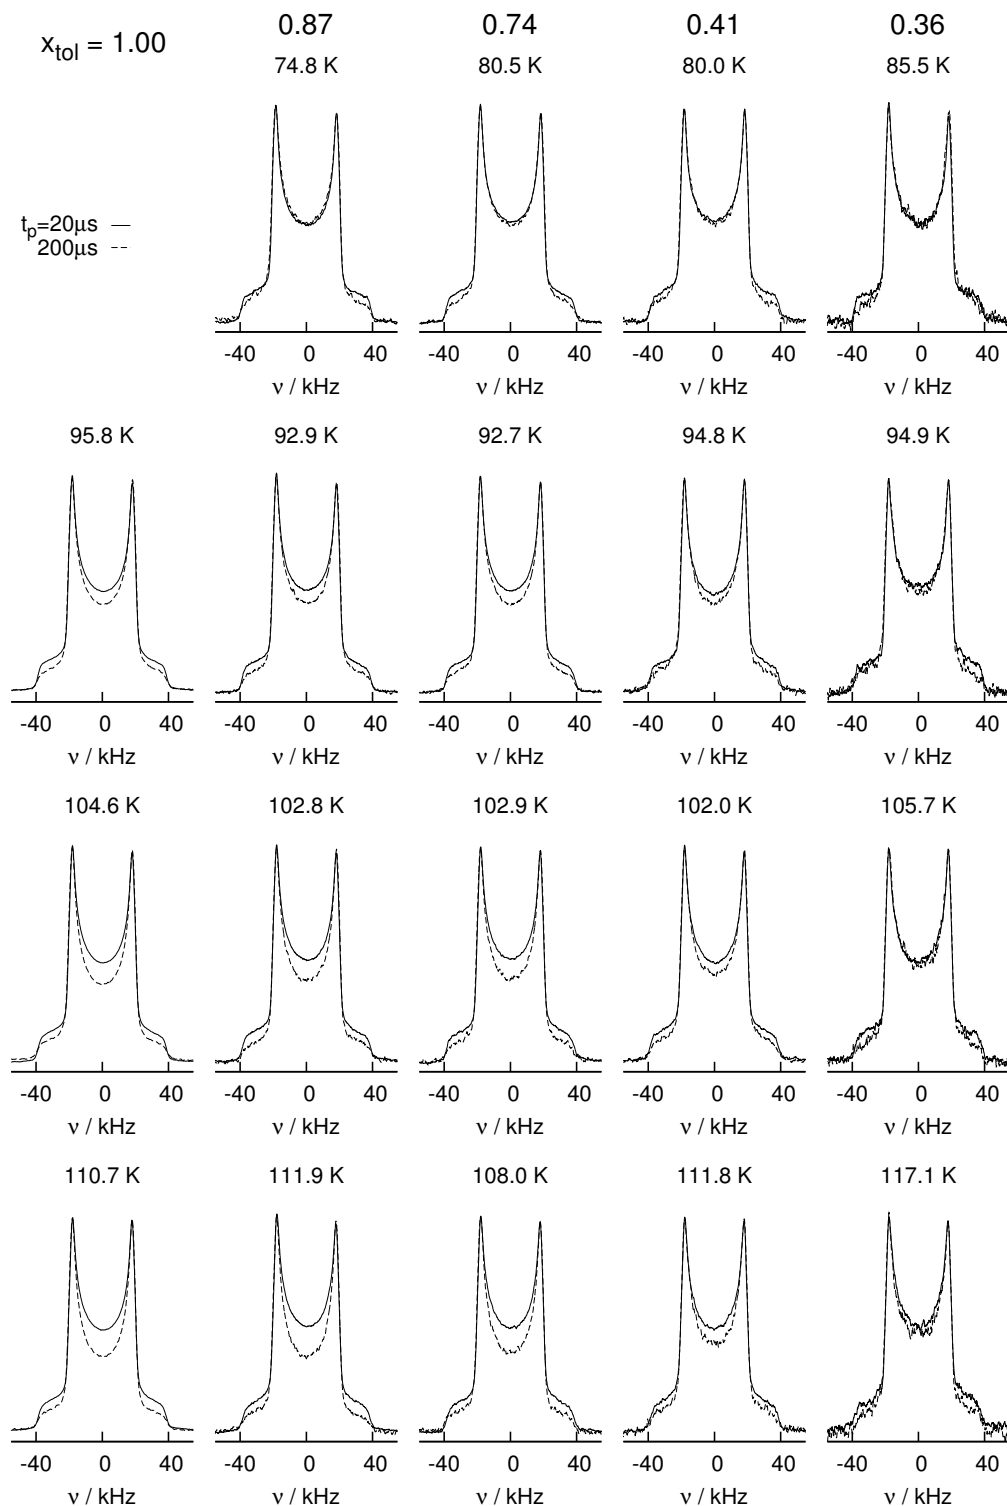 x_tol = 1.00 0.87 0.74 0.41 0.36
74.8 K 80.5 K 80.0 K 85.5 K
t_p=20μs
200μs
-40 0 40 -40 0 40 -40 0 40 -40 0 40
ν / kHz ν / kHz ν / kHz ν / kHz
95.8 K 92.9 K 92.7 K 94.8 K 94.9 K
-40 0 40 -40 0 40 -40 0 40 -40 0 40 -40 0 40
ν / kHz ν / kHz ν / kHz ν / kHz ν / kHz
104.6 K 102.8 K 102.9 K 102.0 K 105.7 K
-40 0 40 -40 0 40 -40 0 40 -40 0 40 -40 0 40
ν / kHz ν / kHz ν / kHz ν / kHz ν / kHz
110.7 K 111.9 K 108.0 K 111.8 K 117.1 K
-40 0 40 -40 0 40 -40 0 40 -40 0 40 -40 0 40
ν / kHz ν / kHz ν / kHz ν / kHz ν / kHz